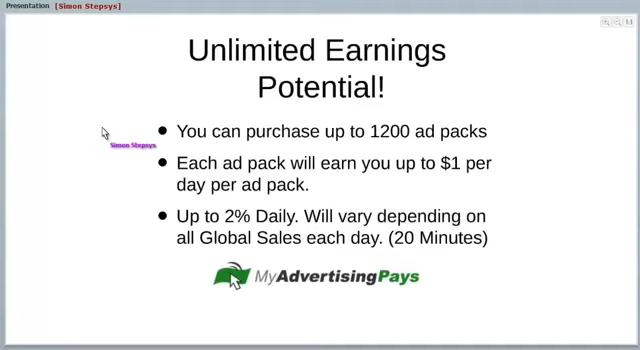 Presentation [Simon Stepsys]
Unlimited Earnings
Potential!
You can purchase up to 1200 ad packs
Simon Stepsys
Each ad pack will earn you up to $1 per
day per ad pack.
Up to 2% Daily. Will vary depending on
all Global Sales each day. (20 Minutes)
MyAdvertisingPays